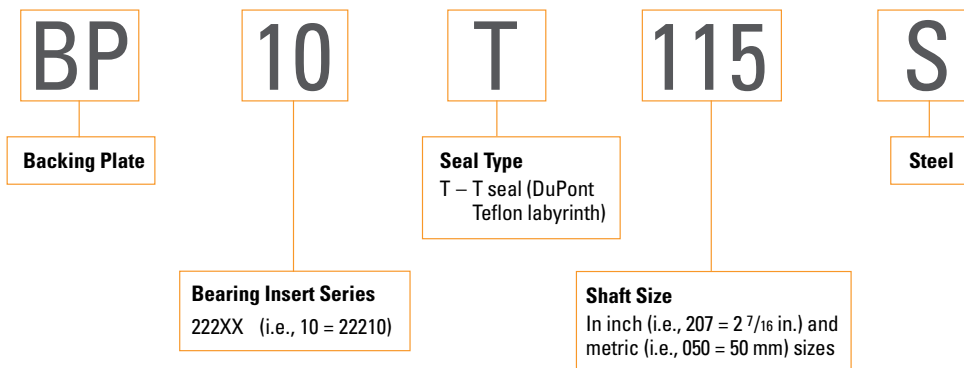 BP 10 T 115 S
Backing Plate
Seal Type
T – T seal (DuPont
Teflon labyrinth)
Steel
Bearing Insert Series
222XX (i.e., 10 = 22210)
Shaft Size
In inch (i.e., 207 = 2 7/16 in.) and
metric (i.e., 050 = 50 mm) sizes